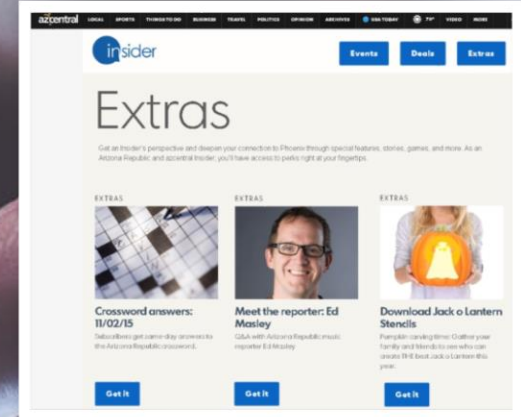 azcentral LOCAL SPORTS THINGS TO DO BUSINESS TRAVEL POLITICS OPINION ARCHIVES USA TODAY 79° VIDEO MORE
insider Events Deals Extras
Extras
Get an Insider's perspective and deepen your connection to Phoenix through special features, stories, games, and more. As an
Arizona Republic and azcentral Insider, you'll have access to perks right at your fingertips.
EXTRAS
Crossword answers:
11/02/15
Subscribers get same-day answers to
the Arizona Republic crossword.
Get it
EXTRAS
Meet the reporter: Ed
Masley
Q&A with Arizona Republic music
reporter Ed Masley
Get it
EXTRAS
Download Jack o Lantern
Stencils
Pumpkin carving time: Gather your
family and friends to see who can
create THE best Jack o Lantern this
year.
Get it